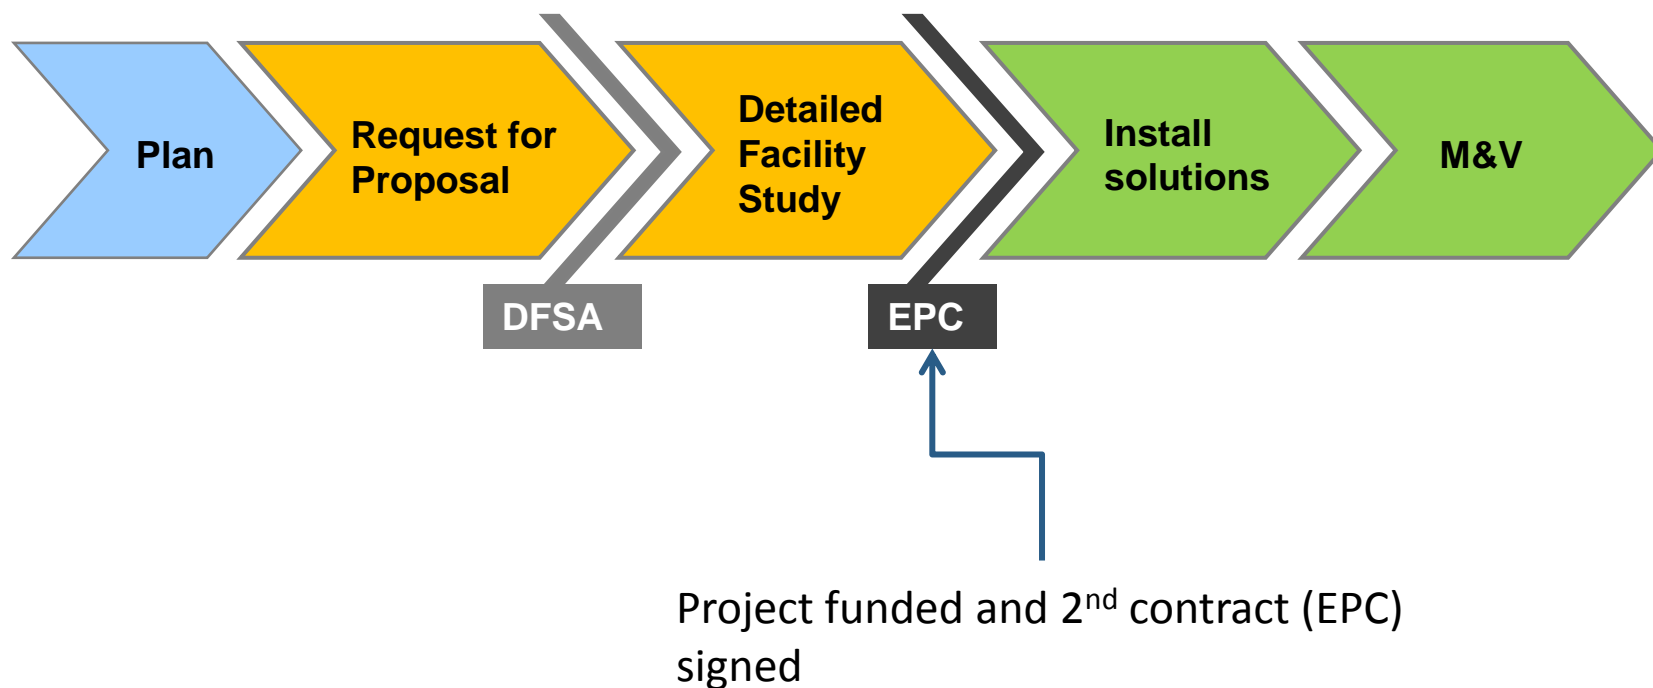 Plan
Request for
Proposal
Detailed
Facility
Study
Install
solutions
M&V
DFSA
EPC
Project funded and 2nd contract (EPC)
signed